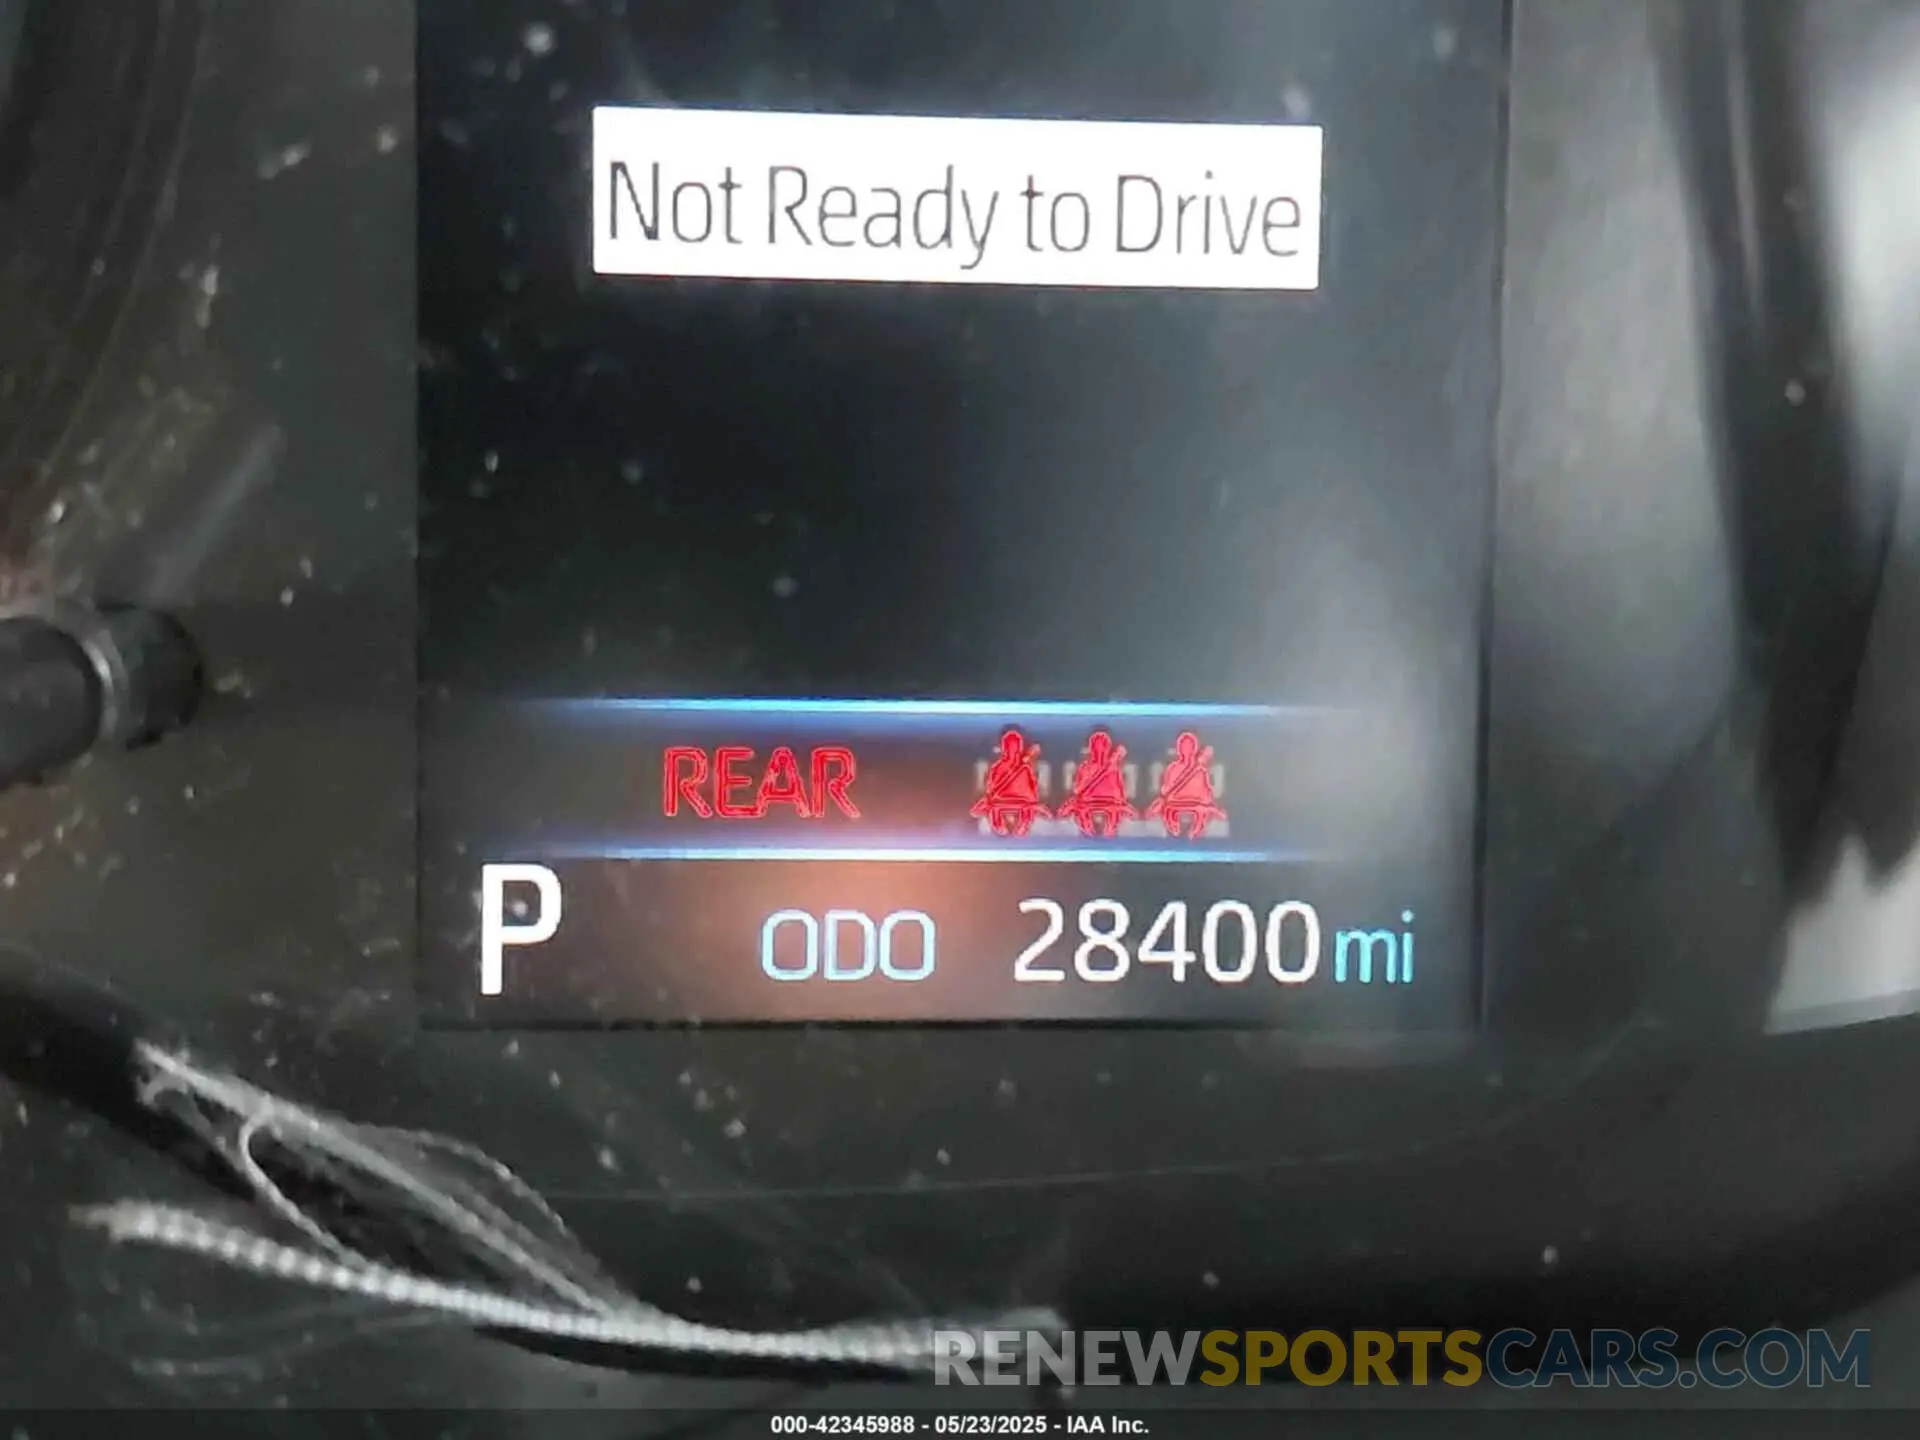 Not Ready to Drive
REAR
P ODO 28400 mi
RENEWSPORTSCARS.COM
000-42345988 - 05/23/2025 - IAA Inc.